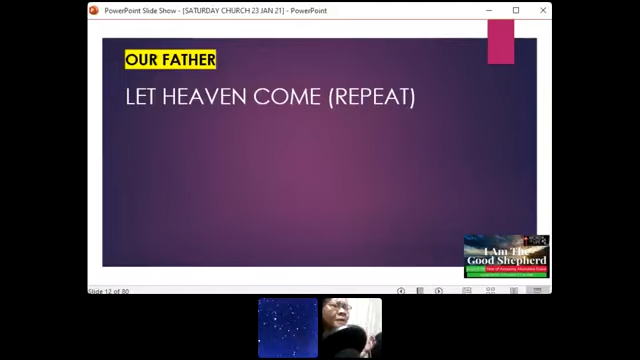 PowerPoint Slide Show - [SATURDAY CHURCH 23 JAN 21] - PowerPoint
OUR FATHER
LET HEAVEN COME (REPEAT)
I Am The
Good Shepherd
Slide 12 of 80